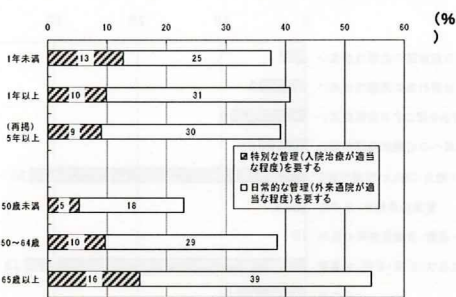 0 10 20 30 40 50 60 (%
)
1年未満 13 25
1年以上 10 31
(再掲)
5年以上 9 30
特別な管理(入院治療が適当
な程度)を要する
日常的な管理(外来通院が適
当な程度)を要する
50歳未満 5 18
50～64歳 10 29
65歳以上 16 39